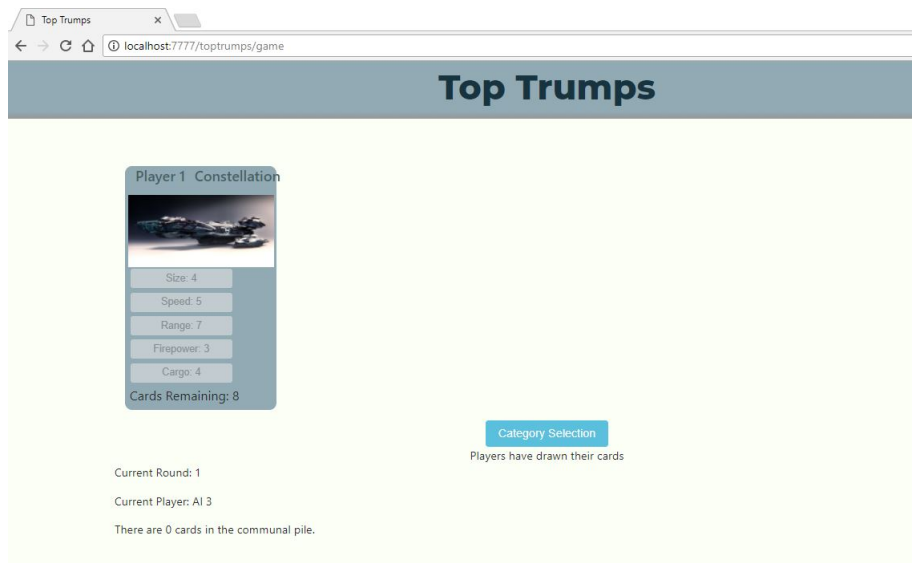 Top Trumps
localhost:7777/toptrumps/game
Top Trumps
Player 1 Constellation
Size: 4
Speed: 5
Range: 7
Firepower: 3
Cargo: 4
Cards Remaining: 8
Category Selection
Players have drawn their cards
Current Round: 1
Current Player: AI 3
There are 0 cards in the communal pile.